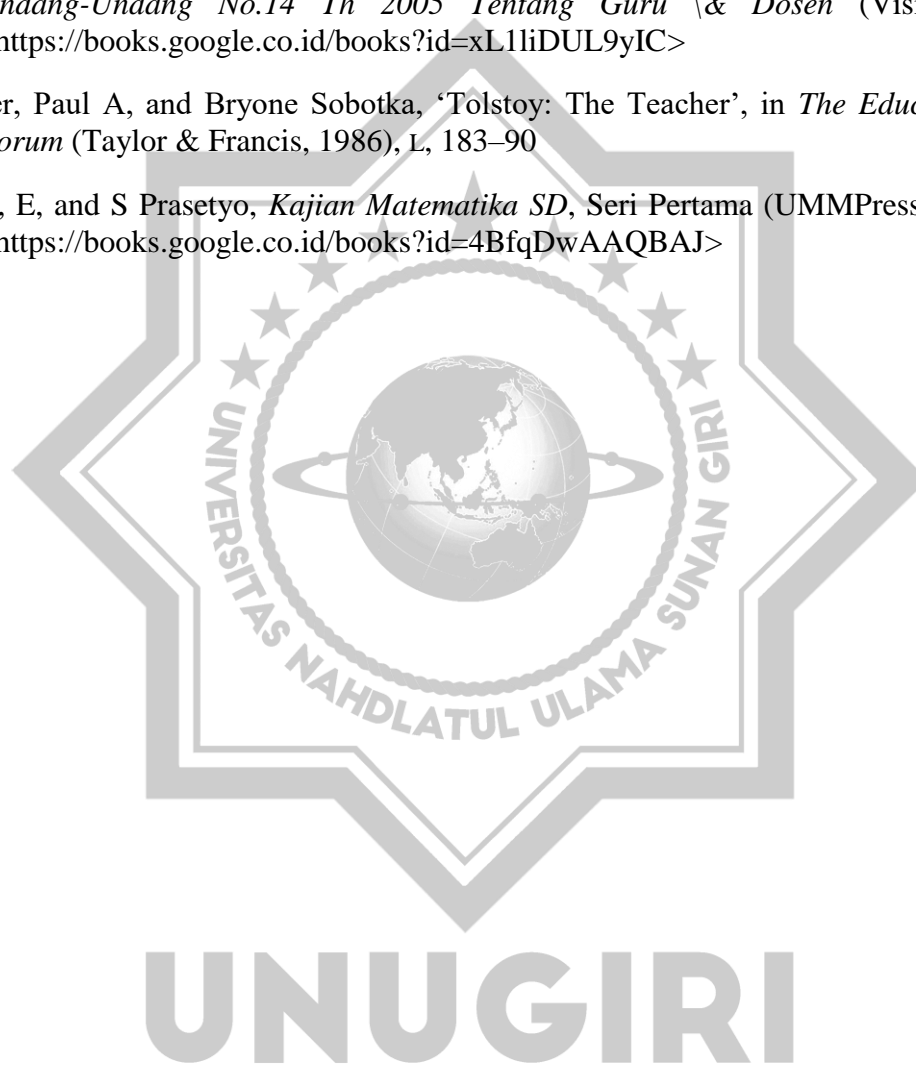 ndang-Undang No.14 Th 2005 Tentang Guru \& Dosen (Visi
https://books.google.co.id/books?id=xL1liDUL9yIC>
er, Paul A, and Bryone Sobotka, ‘Tolstoy: The Teacher’, in The Educ
orum (Taylor & Francis, 1986), L, 183–90
, E, and S Prasetyo, Kajian Matematika SD, Seri Pertama (UMMPress
https://books.google.co.id/books?id=4BfqDwAAQBAJ>
UNIVERSITAS NAHDLATUL ULAMA SUNAN GIRI
UNUGIRI